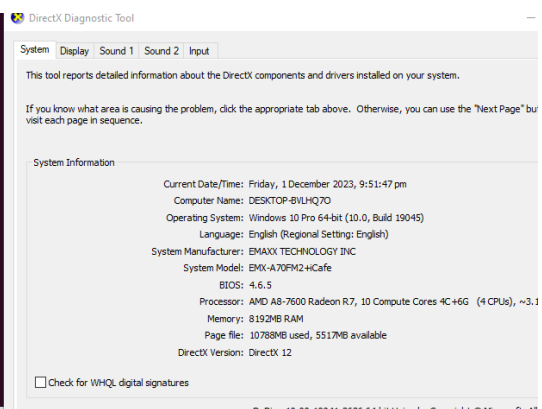 DirectX Diagnostic Tool
System Display Sound 1 Sound 2 Input
This tool reports detailed information about the DirectX components and drivers installed on your system.
If you know what area is causing the problem, click the appropriate tab above. Otherwise, you can use the "Next Page"
visit each page in sequence.
System Information
Current Date/Time: Friday, 1 December 2023, 9:51:47 pm
Computer Name: DESKTOP-BVLHQ7O
Operating System: Windows 10 Pro 64-bit (10.0, Build 19045)
Language: English (Regional Setting: English)
System Manufacturer: EMAXX TECHNOLOGY INC
System Model: EMX-A70FM2+iCafe
BIOS: 4.6.5
Processor: AMD A8-7600 Radeon R7, 10 Compute Cores 4C+6G (4 CPUs),
Memory: 8192MB RAM
Page file: 10788MB used, 5517MB available
DirectX Version: DirectX 12
Check for WHQL digital signatures